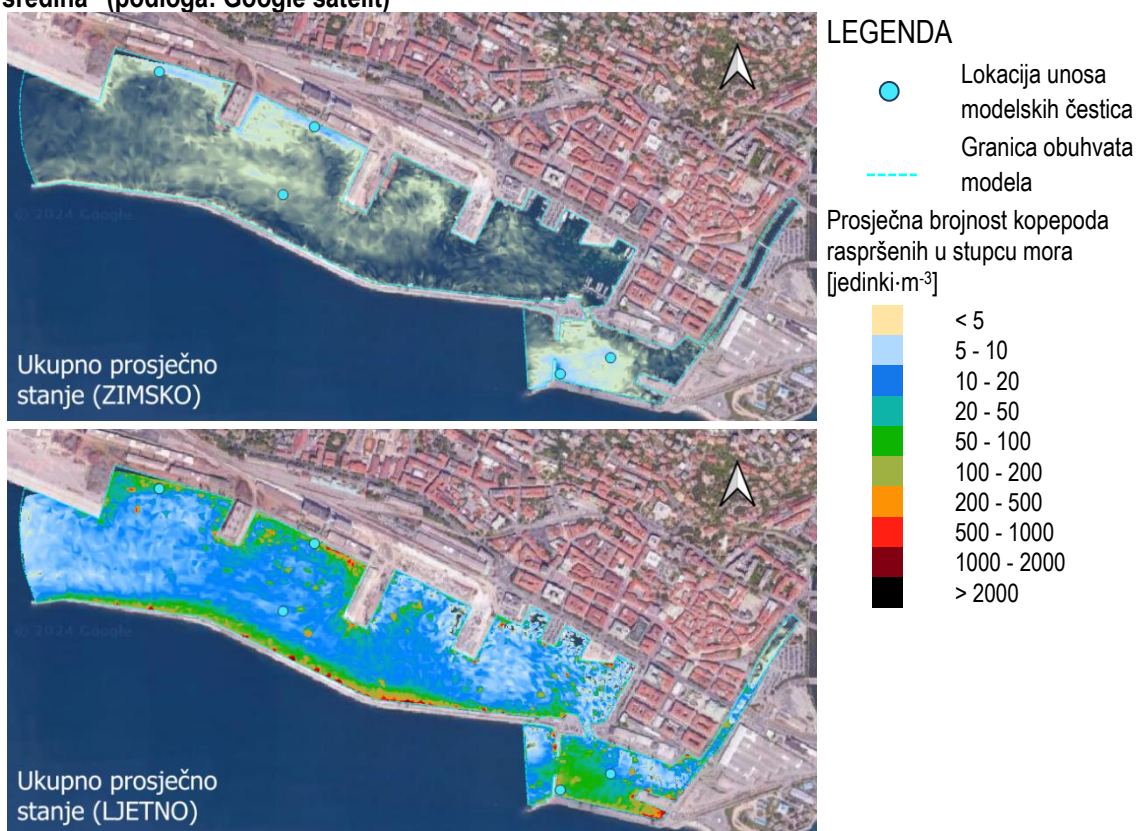 sredina" (podloga: Google satelit)
LEGENDA
Lokacija unosa
modelskih čestica
Granica obuhvata
modela
Prosječna brojnost kopepoda
raspršenih u stupcu mora
[jedinki·m-3]
< 5
5 - 10
10 - 20
20 - 50
50 - 100
100 - 200
200 - 500
500 - 1000
1000 - 2000
> 2000
© 2024 Google
Ukupno prosječno
stanje (ZIMSKO)
© 2024 Google
Ukupno prosječno
stanje (LJETNO)